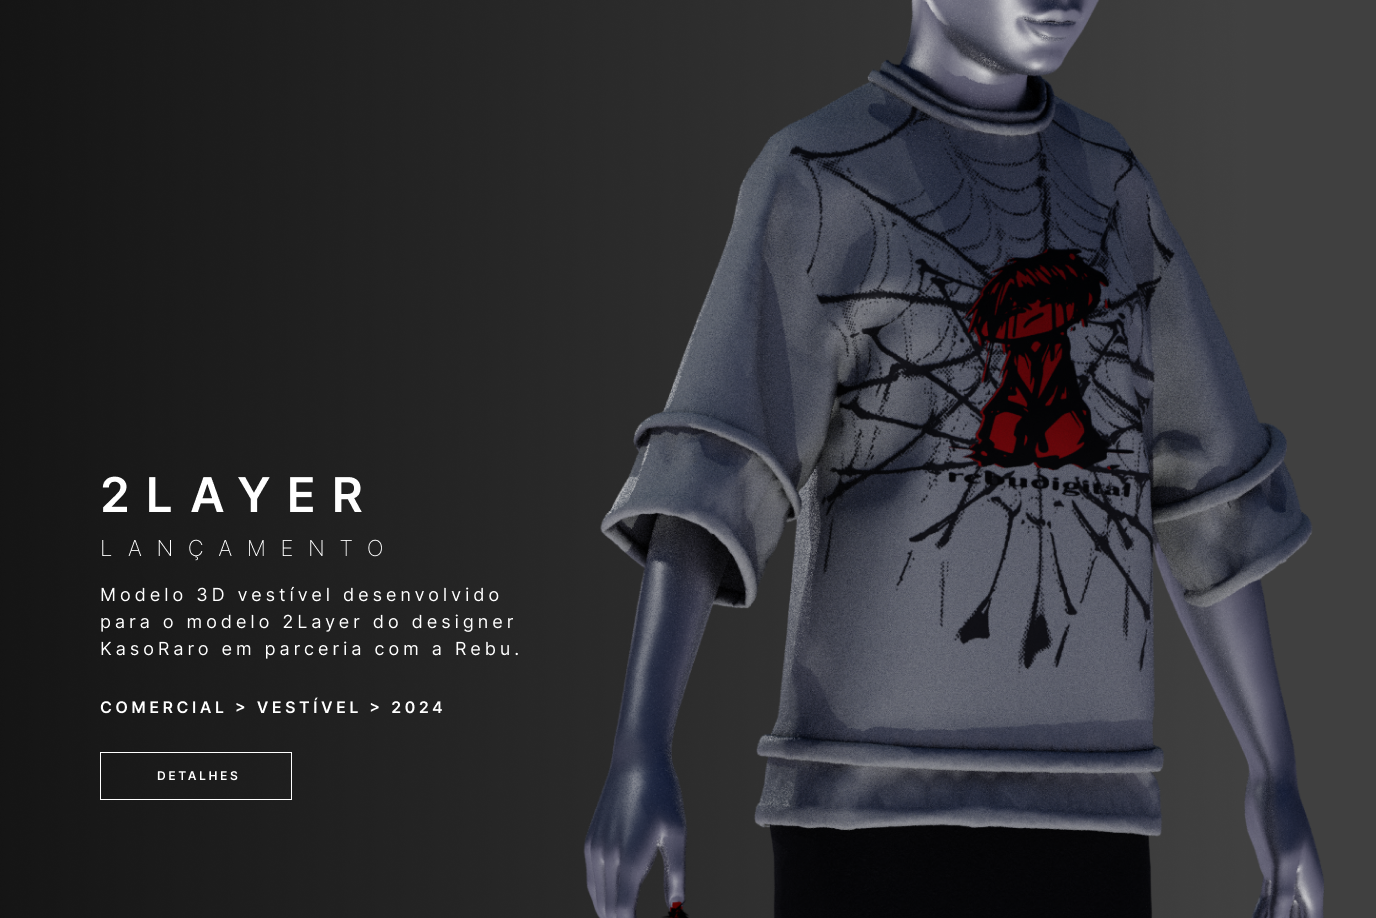 2LAYER
LANÇAMENTO
Modelo 3D vestível desenvolvido
para o modelo 2Layer do designer
KasoRaro em parceria com a Rebu.
COMERCIAL > VESTÍVEL > 2024
DETALHES
rebudigital